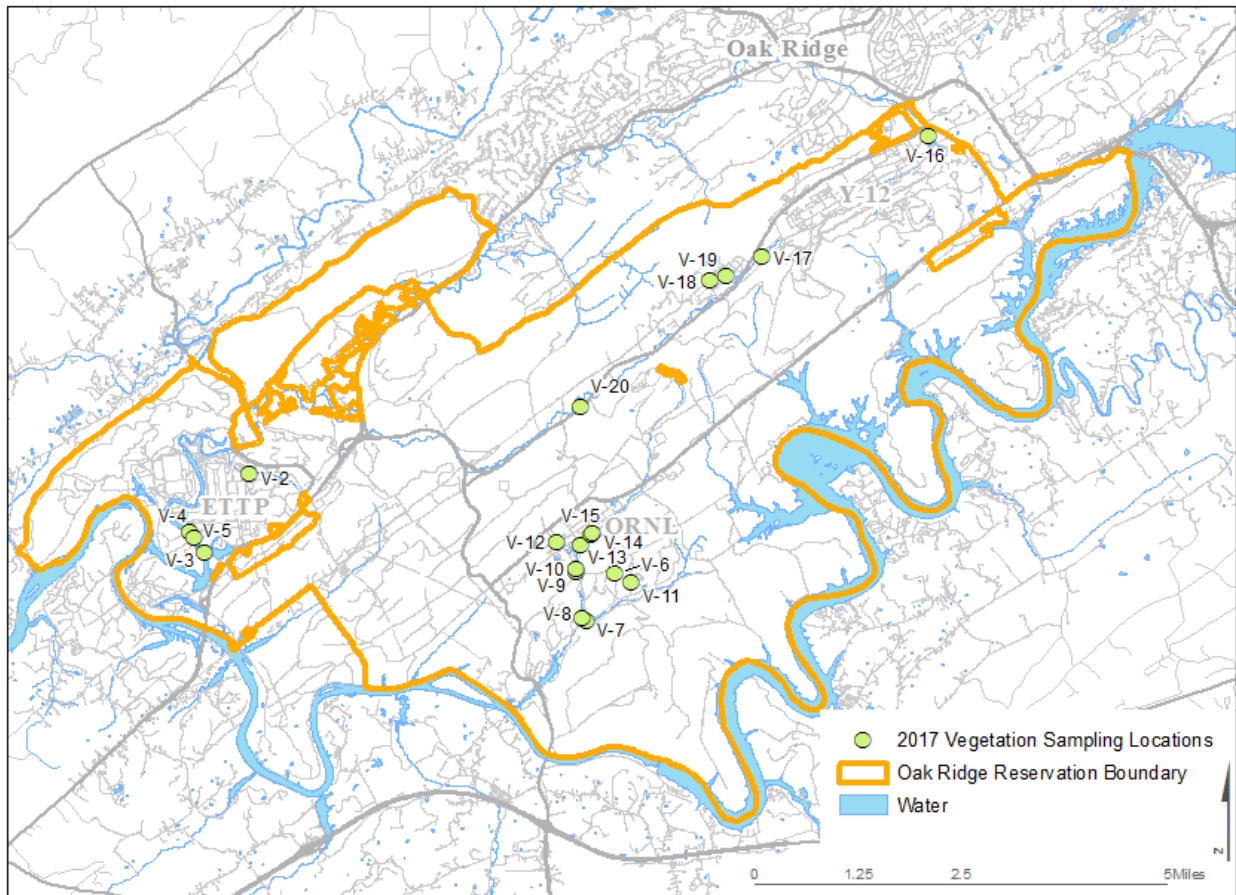 Oak Ridge
V-16
Y-12
V-19
V-17
V-18
V-20
V-2
ETTP
V-4
V-5
V-3
V-15
ORNL
V-12
V-14
V-13
V-10
V-6
V-9
V-11
V-8
V-7
2017 Vegetation Sampling Locations
Oak Ridge Reservation Boundary
Water
N
0 1.25 2.5 5Miles